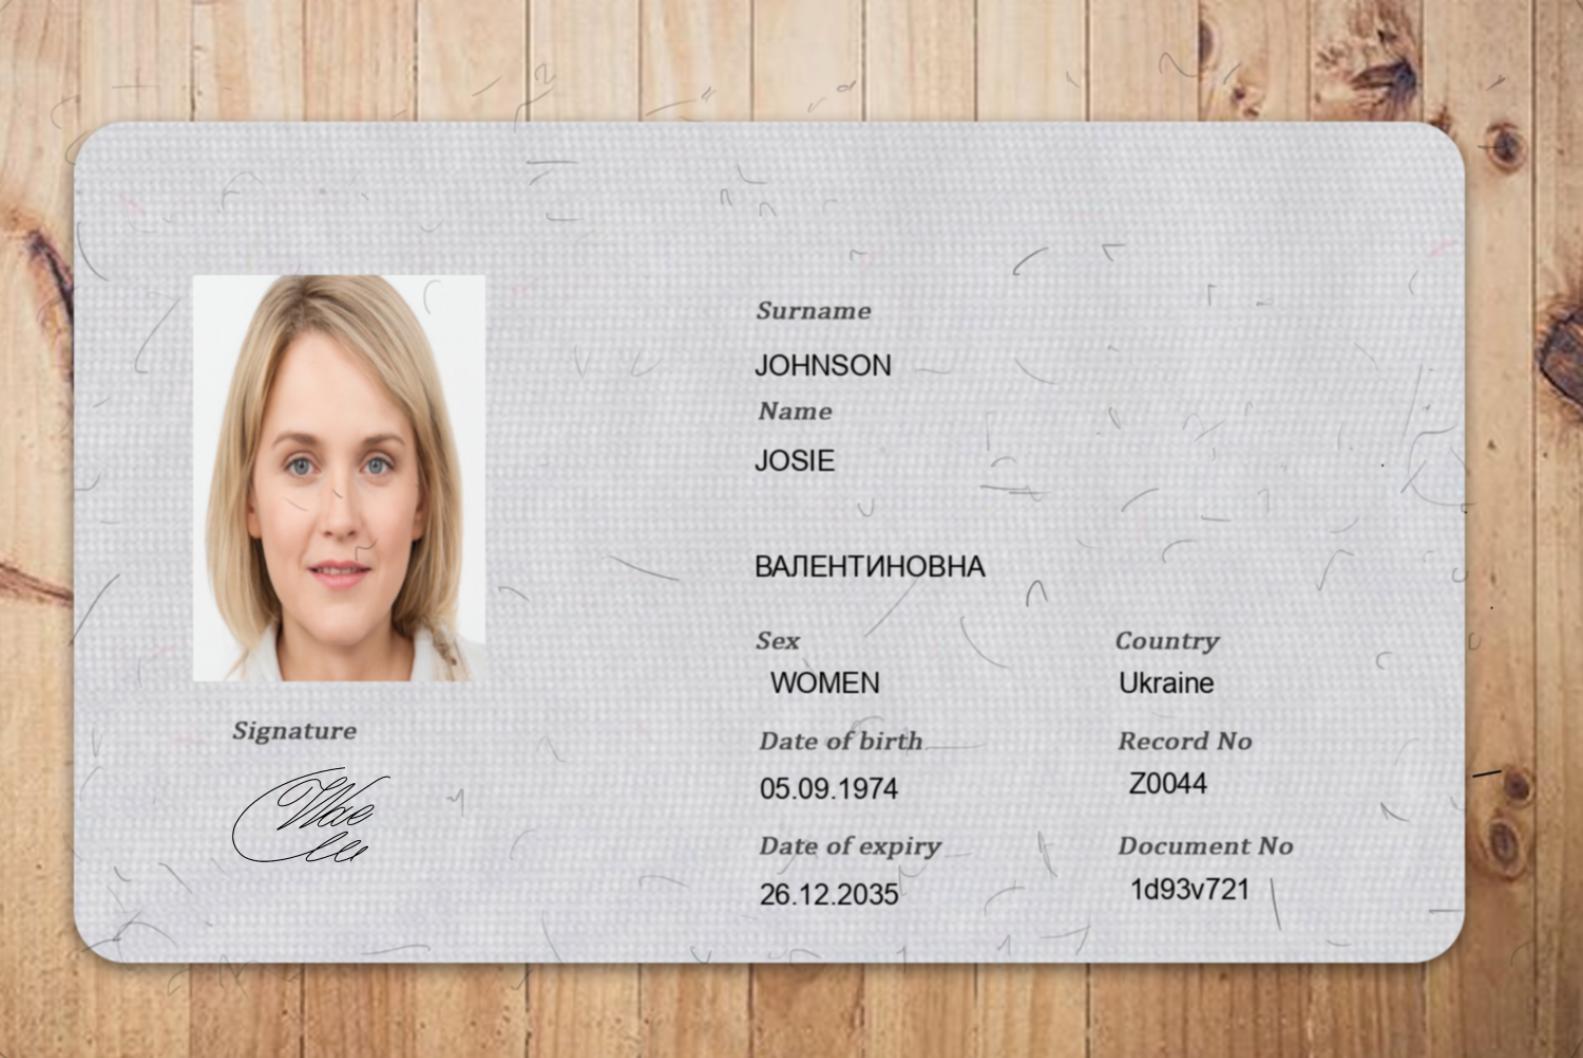 Surname
JOHNSON
Name
JOSIE
ВАЛЕНТИНОВНА
Sex
WOMEN
Country
Ukraine
Signature
Date of birth
05.09.1974
Record No
Z0044
Date of expiry
26.12.2035
Document No
1d93v721